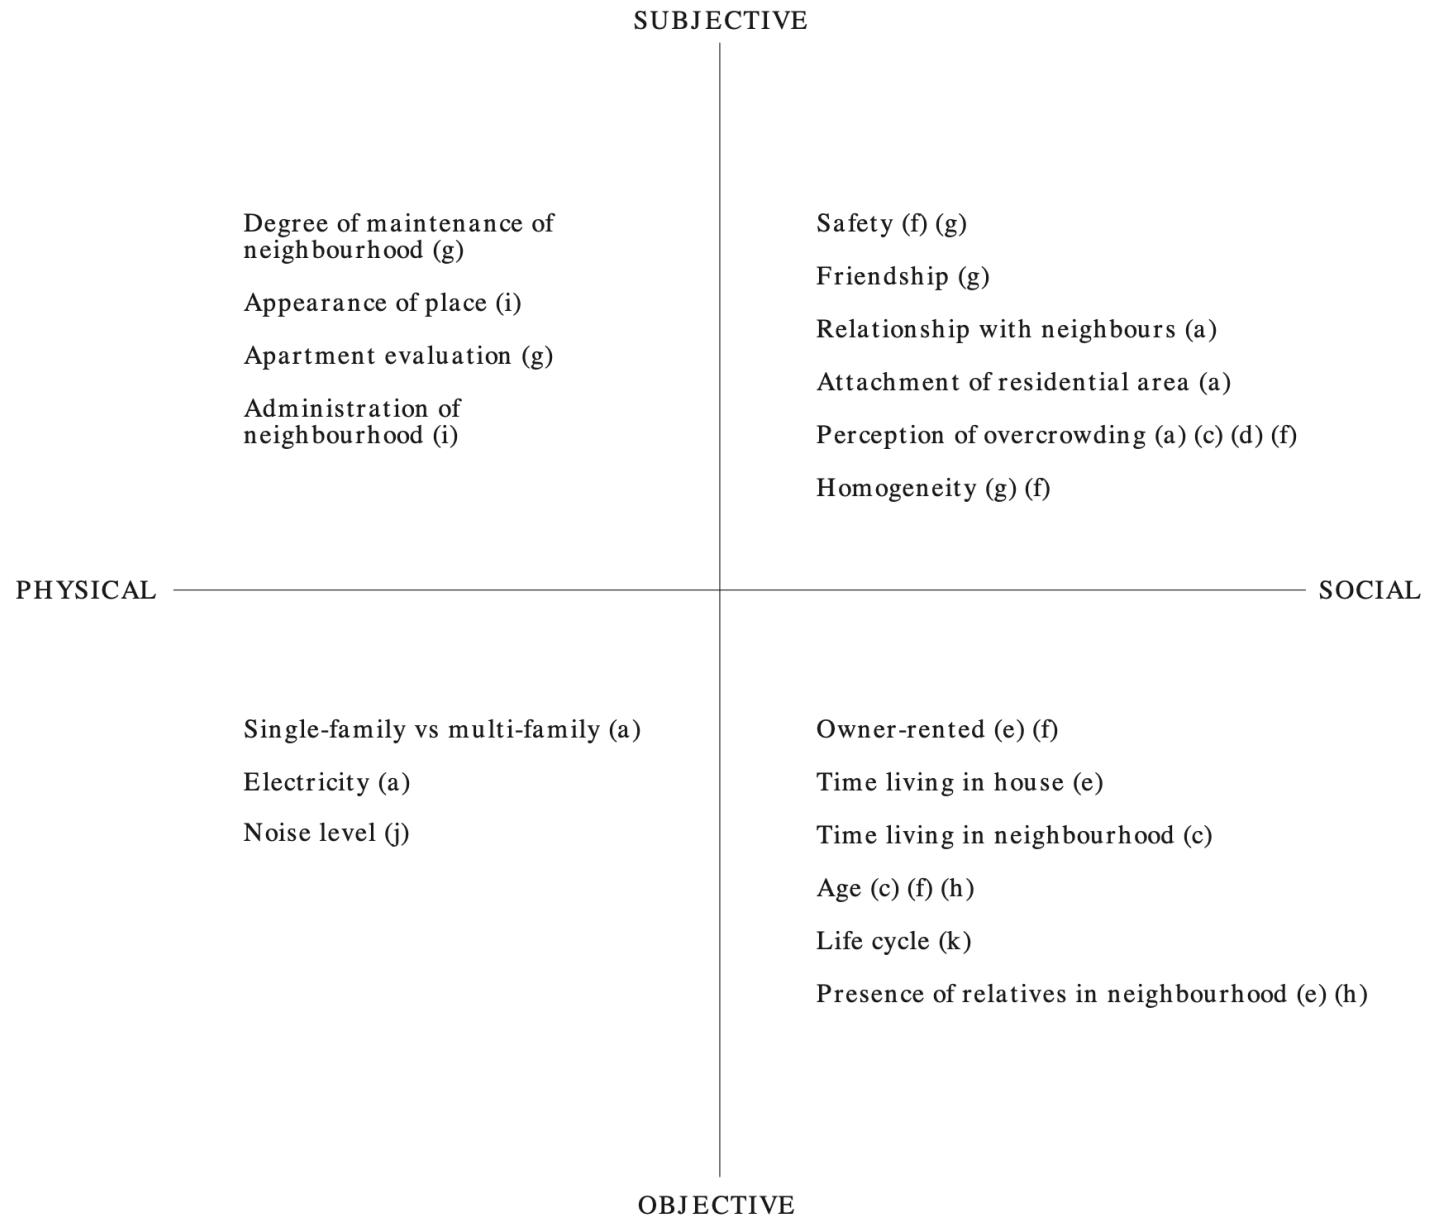 SUBJECTIVE
Degree of maintenance of
neighbourhood (g)
Appearance of place (i)
Apartment evaluation (g)
Administration of
neighbourhood (i)
Safety (f) (g)
Friendship (g)
Relationship with neighbours (a)
Attachment of residential area (a)
Perception of overcrowding (a) (c) (d) (f)
Homogeneity (g) (f)
PHYSICAL
SOCIAL
Single-family vs multi-family (a)
Electricity (a)
Noise level (j)
Owner-rented (e) (f)
Time living in house (e)
Time living in neighbourhood (c)
Age (c) (f) (h)
Life cycle (k)
Presence of relatives in neighbourhood (e) (h)
OBJECTIVE